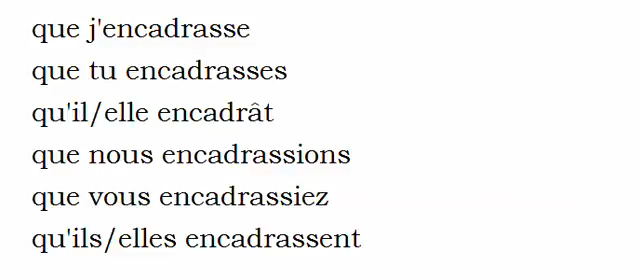 que j'encadrasse
que tu encadrasses
qu'il/elle encadrât
que nous encadrassions
que vous encadrassiez
qu'ils/elles encadrassent